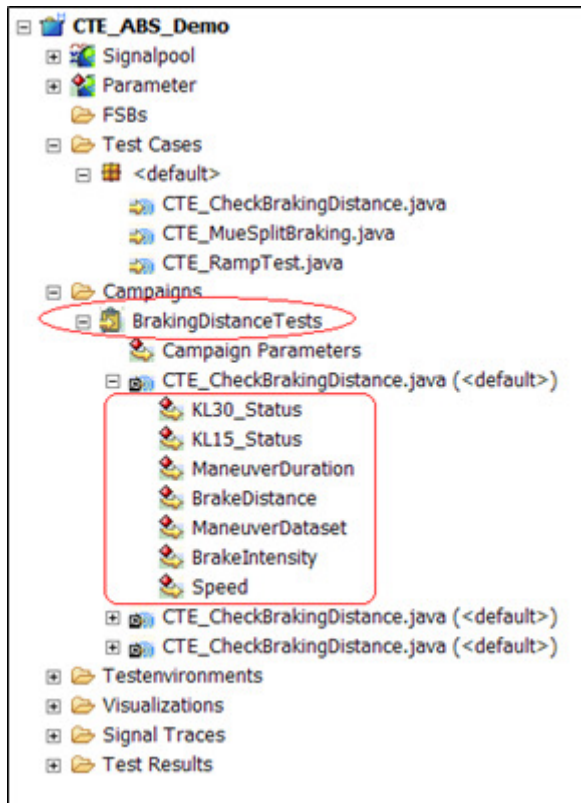 CTE_ABS_Demo
Signalpool
Parameter
FSBs
Test Cases
<default>
CTE_CheckBrakingDistance.java
CTE_MueSplitBraking.java
CTE_RampTest.java
Campaigns
BrakingDistanceTests
Campaign Parameters
CTE_CheckBrakingDistance.java (<default>)
KL30_Status
KL15_Status
ManeuverDuration
BrakeDistance
ManeuverDataset
BrakeIntensity
Speed
CTE_CheckBrakingDistance.java (<default>)
CTE_CheckBrakingDistance.java (<default>)
Testenvironments
Visualizations
Signal Traces
Test Results